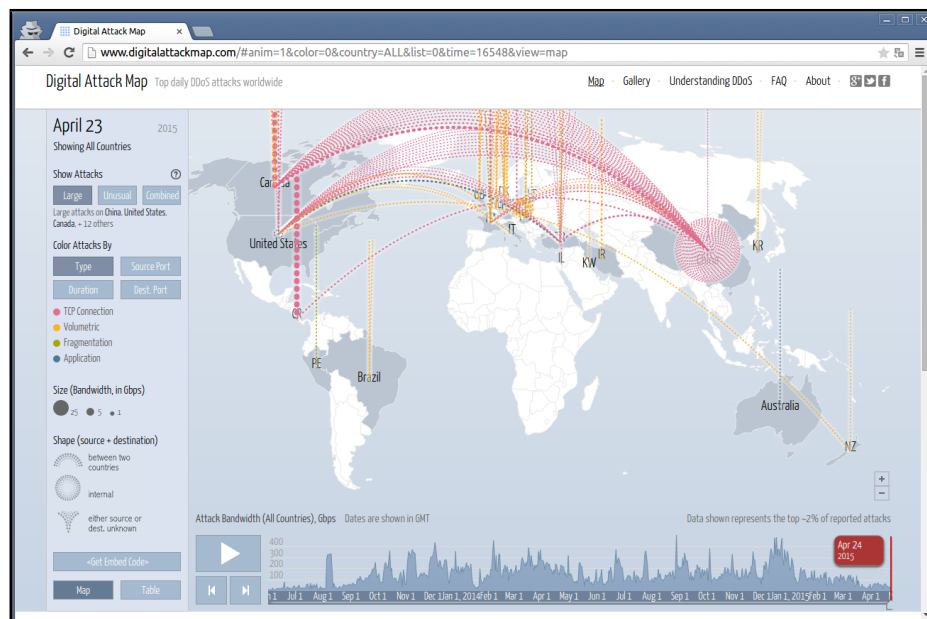 Digital Attack Map
www.digitalattackmap.com/#anim=1&color=0&country=ALL&list=0&time=16548&view=map
Digital Attack Map Top daily DDoS attacks worldwide
Map · Gallery · Understanding DDoS · FAQ · About
April 23 2015
Showing All Countries
Show Attacks ?
Large Unusual Combined
Large attacks on China, United States,
Canada, + 12 others
Color Attacks By
Type Source Port
Duration Dest. Port
TCP Connection
Volumetric
Fragmentation
Application
Size (Bandwidth, in Gbps)
25 5 1
Shape (source + destination)
between two
countries
internal
either source or
dest. unknown
<Get Embed Code>
Map Table
Canada
United States
IT
IL
KW
IR
China
KR
CR
PE
Brazil
Australia
NZ
+
−
Attack Bandwidth (All Countries), Gbps Dates are shown in GMT
Data shown represents the top ~2% of reported attacks
400
300
200
100
Apr 24
2015
1 Jul 1 Aug 1 Sep 1 Oct 1 Nov 1 Dec 1 Jan 1, 2014 Feb 1 Mar 1 Apr 1 May 1 Jun 1 Jul 1 Aug 1 Sep 1 Oct 1 Nov 1 Dec 1 Jan 1, 2015 Feb 1 Mar 1 Apr 1